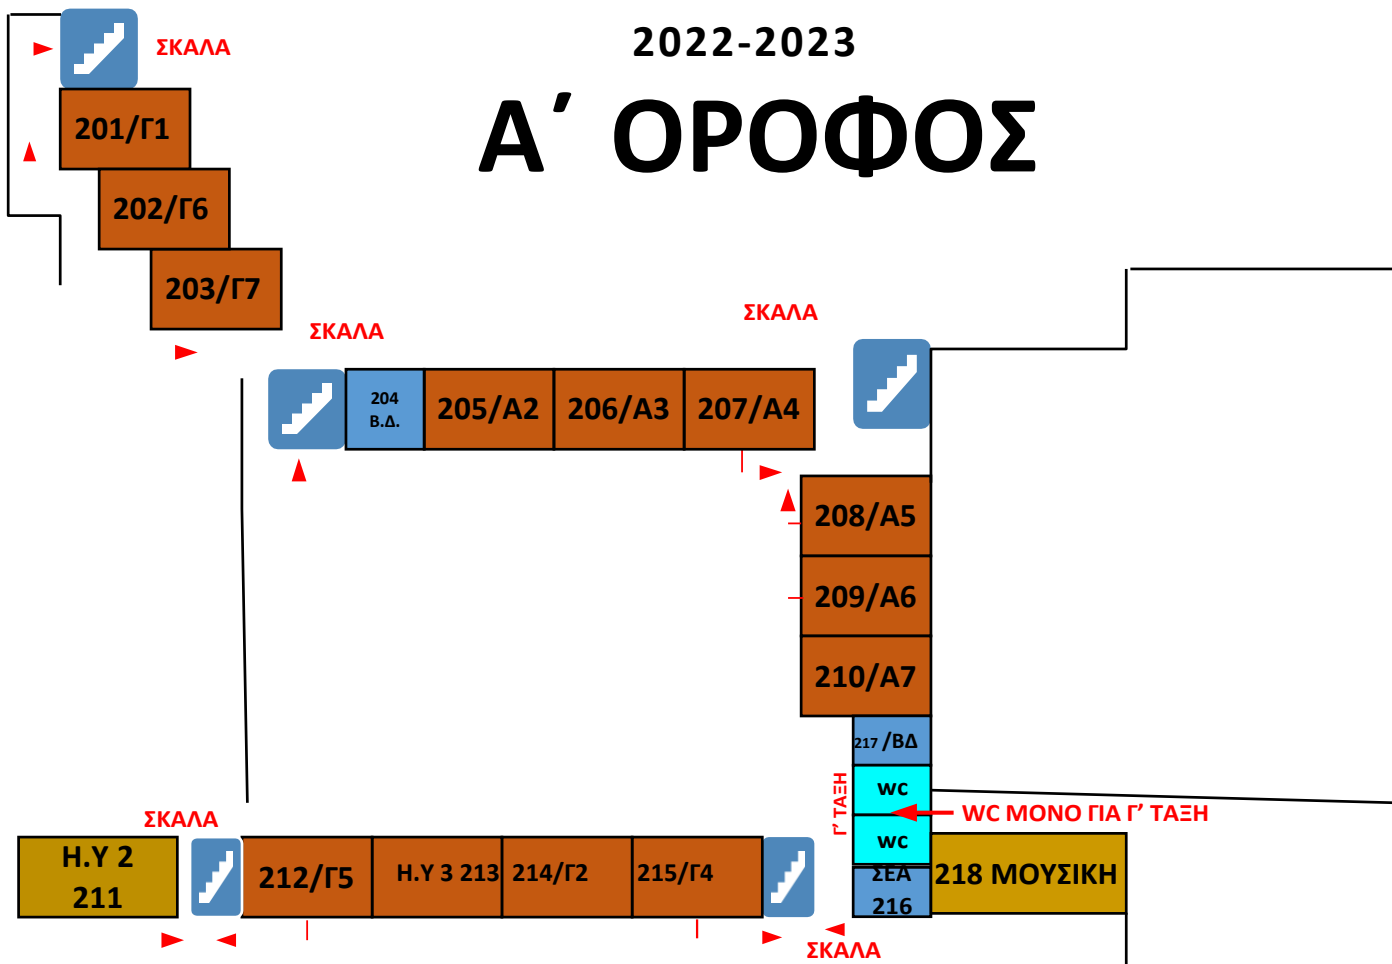 2022-2023
Α΄ ΟΡΟΦΟΣ
ΣΚΑΛΑ
201/Γ1
202/Γ6
203/Γ7
ΣΚΑΛΑ
ΣΚΑΛΑ
204
Β.Δ.
205/Α2
206/Α3
207/Α4
208/Α5
209/Α6
210/Α7
217 /ΒΔ
wc
Γ' ΤΑΞΗ
WC ΜΟΝΟ ΓΙΑ Γ' ΤΑΞΗ
wc
ΣΕΑ
216
218 ΜΟΥΣΙΚΗ
ΣΚΑΛΑ
Η.Υ 2
211
212/Γ5
Η.Υ 3 213
214/Γ2
215/Γ4
ΣΚΑΛΑ